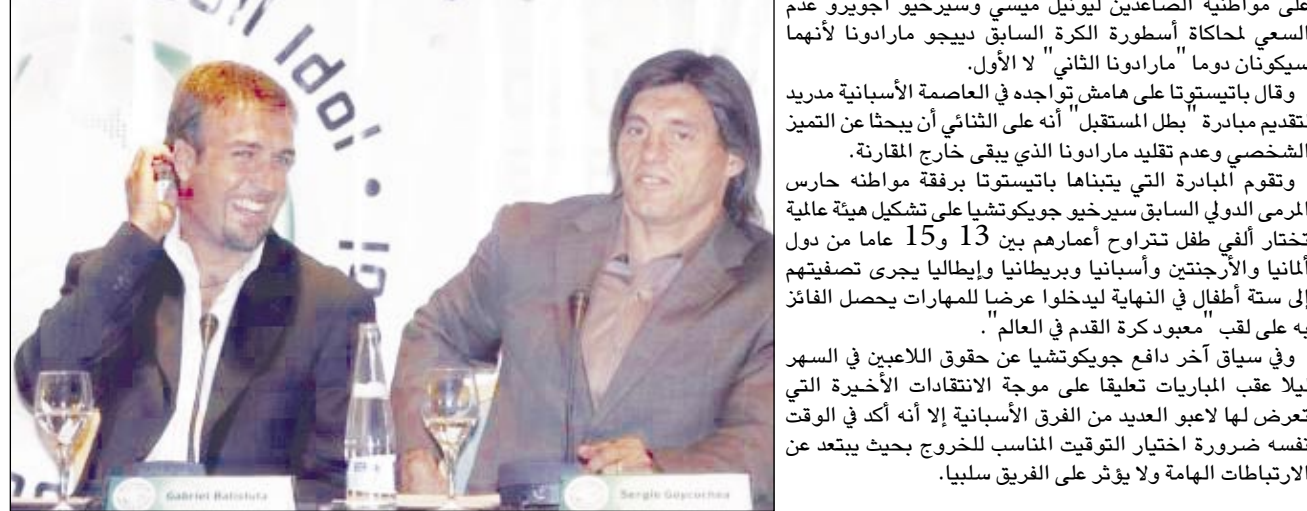 على مواطنيه الصاعدين ليونيل ميسي وسيرخيو أجويرو عدم
السعي لمحاكاة أسطورة الكرة السابق دييجو مارادونا لأنهما
سيكونان دوما "مارادونا الثاني" لا الأول.
وقال باتيستوتا على هامش تواجده في العاصمة الأسبانية مدريد
لتقديم مبادرة "بطل المستقبل" أنه على الثنائي أن يبحثا عن التميز
الشخصي وعدم تقليد مارادونا الذي يبقى خارج المقارنة.
وتقوم المبادرة التي يتبناها باتيستوتا برفقة مواطنه حارس
المرمى الدولي السابق سيرخيو جويكوتشيا على تشكيل هيئة عالمية
تختار ألفي طفل تتراوح أعمارهم بين 13 و15 عاما من دول
ألمانيا والأرجنتين وأسبانيا وبريطانيا وإيطاليا يجرى تصفيتهم
إلى ستة أطفال في النهاية ليدخلوا عرضا للمهارات يحصل الفائز
به على لقب "معبود كرة القدم في العالم".
وفي سياق آخر دافع جويكوتشيا عن حقوق اللاعبين في السهر
ليلا عقب المباريات تعليقا على موجة الانتقادات الأخيرة التي
تعرض لها لاعبو العديد من الفرق الأسبانية إلا أنه أكد في الوقت
نفسه ضرورة اختيار التوقيت المناسب للخروج بحيث يبتعد عن
الارتباطات الهامة ولا يؤثر على الفريق سلبيا.
Idol
Gabriel Batistuta
Sergio Goycochea